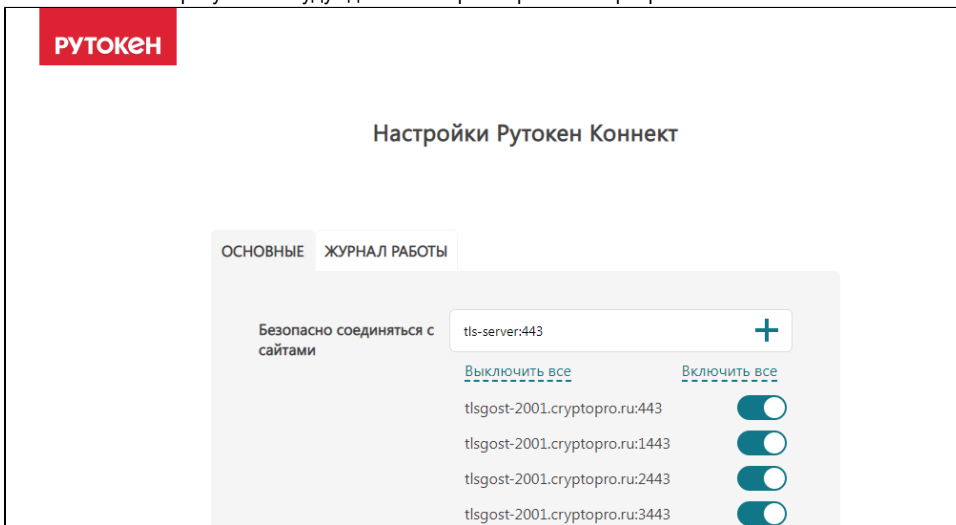 рутокен
Настройки Рутокен Коннект
ОСНОВНЫЕ ЖУРНАЛ РАБОТЫ
Безопасно соединяться с сайтами
tls-server:443
Выключить все Включить все
tlsgost-2001.cryptopro.ru:443
tlsgost-2001.cryptopro.ru:1443
tlsgost-2001.cryptopro.ru:2443
tlsgost-2001.cryptopro.ru:3443